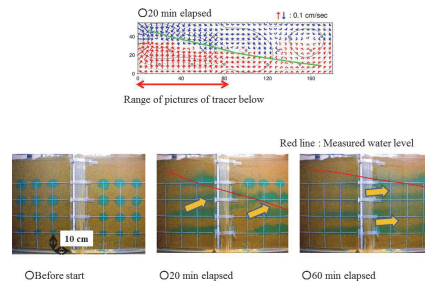 ○20 min elapsed
↑↓ : 0.1 cm/sec
40
20
0
0 40 80 120 160
Range of pictures of tracer below
Red line : Measured water level
10 cm
○Before start
○20 min elapsed
○60 min elapsed